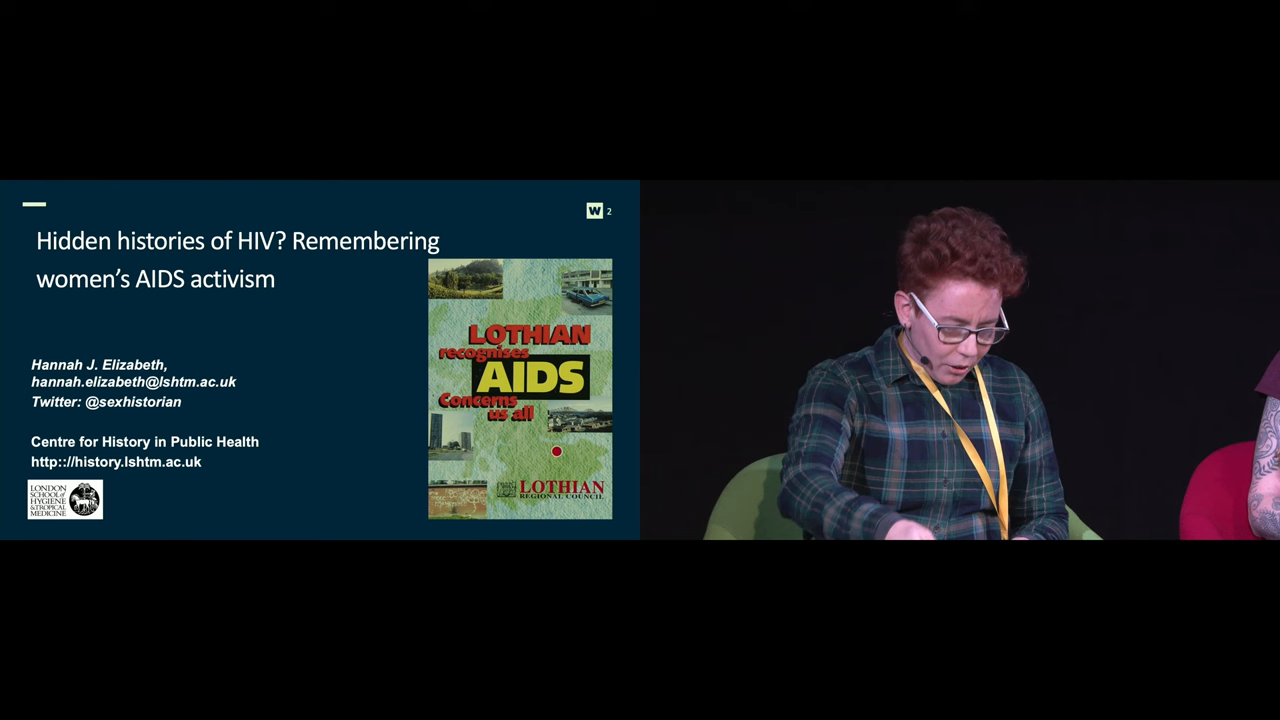 W 2
Hidden histories of HIV? Remembering
women's AIDS activism
Hannah J. Elizabeth,
hannah.elizabeth@lshtm.ac.uk
Twitter: @sexhistorian
Centre for History in Public Health
http:://history.lshtm.ac.uk
LONDON
SCHOOL of
HYGIENE
& TROPICAL
MEDICINE
LOTHIAN
recognises
AIDS
Concerns
us all
LOTHIAN
REGIONAL COUNCIL